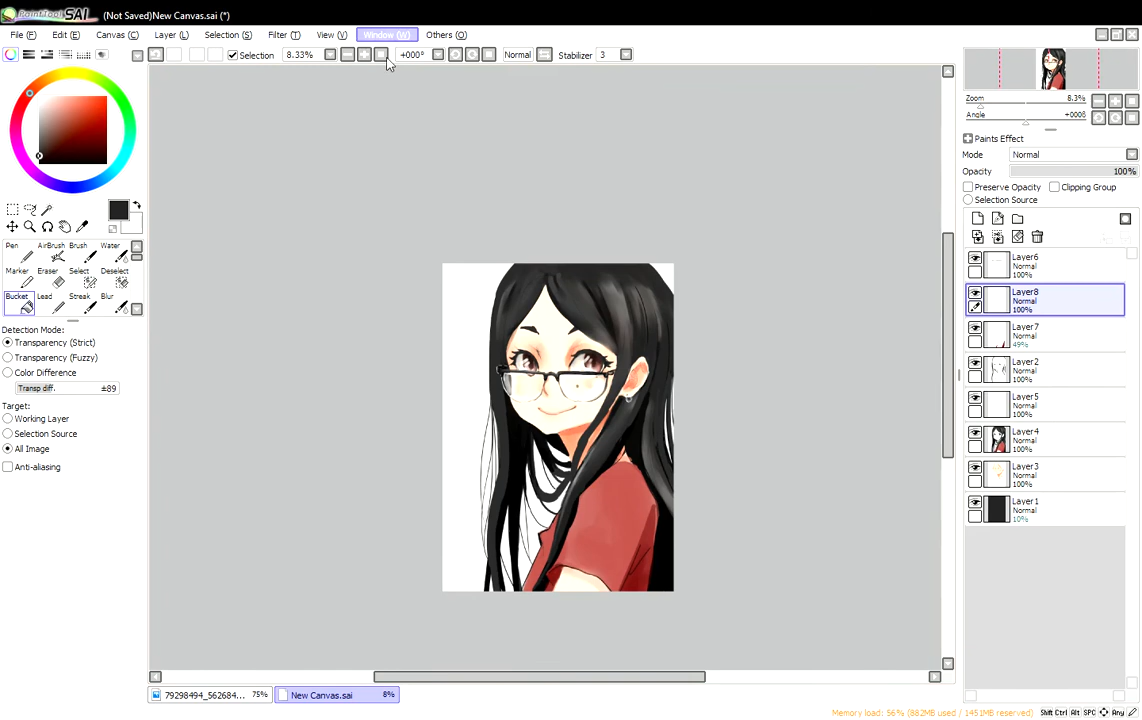 PaintTool SAI (Not Saved)New Canvas.sai (*)
File (F) Edit (E) Canvas (C) Layer (L) Selection (S) Filter (T) View (V) Window (W) Others (O)
Selection 8.33% +000° Normal Stabilizer 3
Zoom 8.3%
Angle +000°
Paints Effect
Mode Normal
Opacity 100%
Preserve Opacity Clipping Group
Selection Source
Pen AirBrush Brush Water
Marker Eraser Select Deselect
Bucket Lead Streak Blur
Detection Mode:
Transparency (Strict)
Transparency (Fuzzy)
Color Difference
Transp diff. ±89
Target:
Working Layer
Selection Source
All Image
Anti-aliasing
Layer6
Normal
100%
Layer8
Normal
100%
Layer7
Normal
49%
Layer2
Normal
100%
Layer5
Normal
100%
Layer4
Normal
100%
Layer3
Normal
100%
Layer1
Normal
10%
79298494_562684... 75% New Canvas.sai 8%
Memory load: 56% (882MB used / 1451MB reserved) Shift Ctrl Alt SPC Any